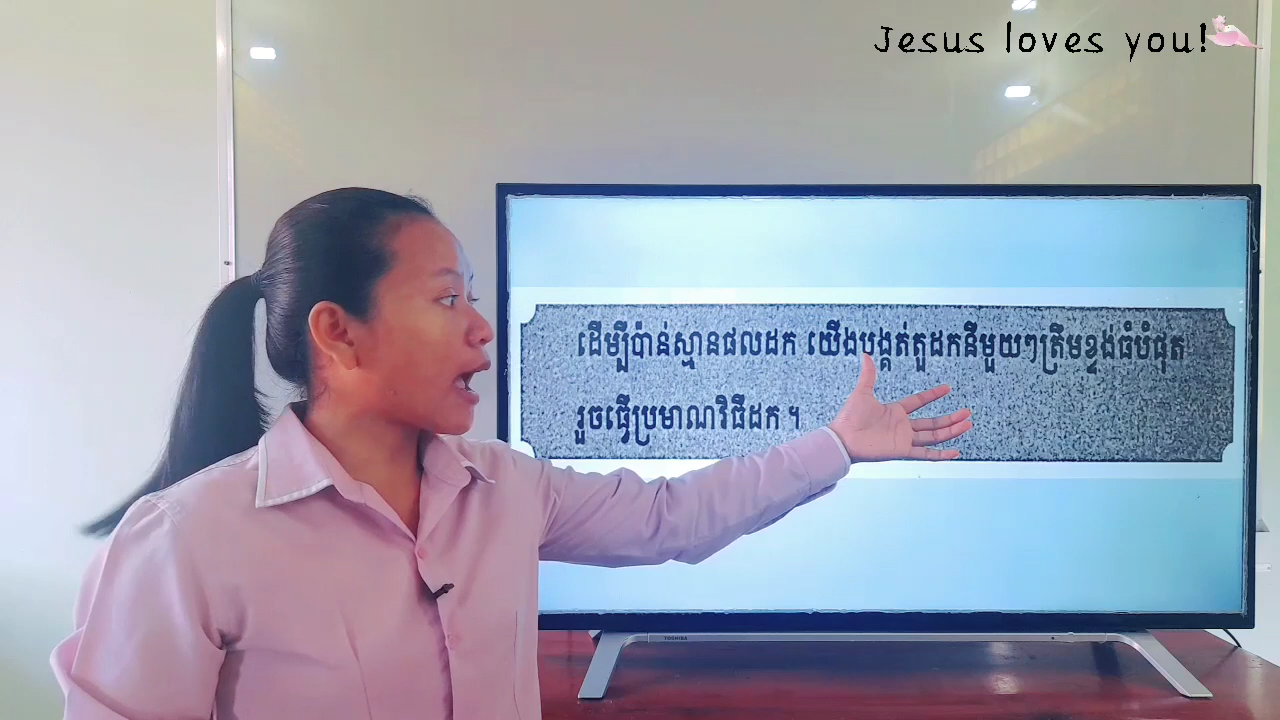 Jesus loves you!
ដើម្បីប៉ាន់ស្មានផលដក យើងបង្គត់តួដកនីមួយៗត្រឹមខ្ទង់ធំបំផុត
រួចធ្វើប្រមាណវិធីដក ។
TOSHIBA